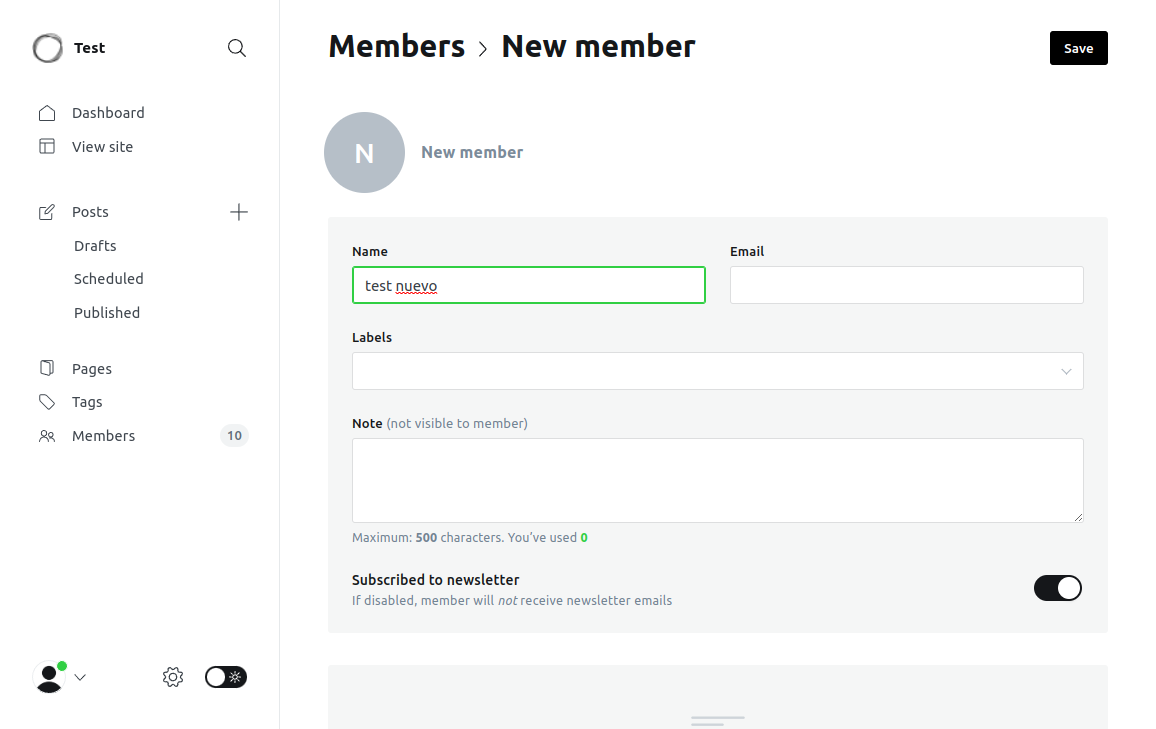 Test
Dashboard
View site
Posts
Drafts
Scheduled
Published
Pages
Tags
Members 10
Members > New member
Save
N New member
Name
test nuevo
Email
Labels
Note (not visible to member)
Maximum: 500 characters. You’ve used 0
Subscribed to newsletter
If disabled, member will not receive newsletter emails